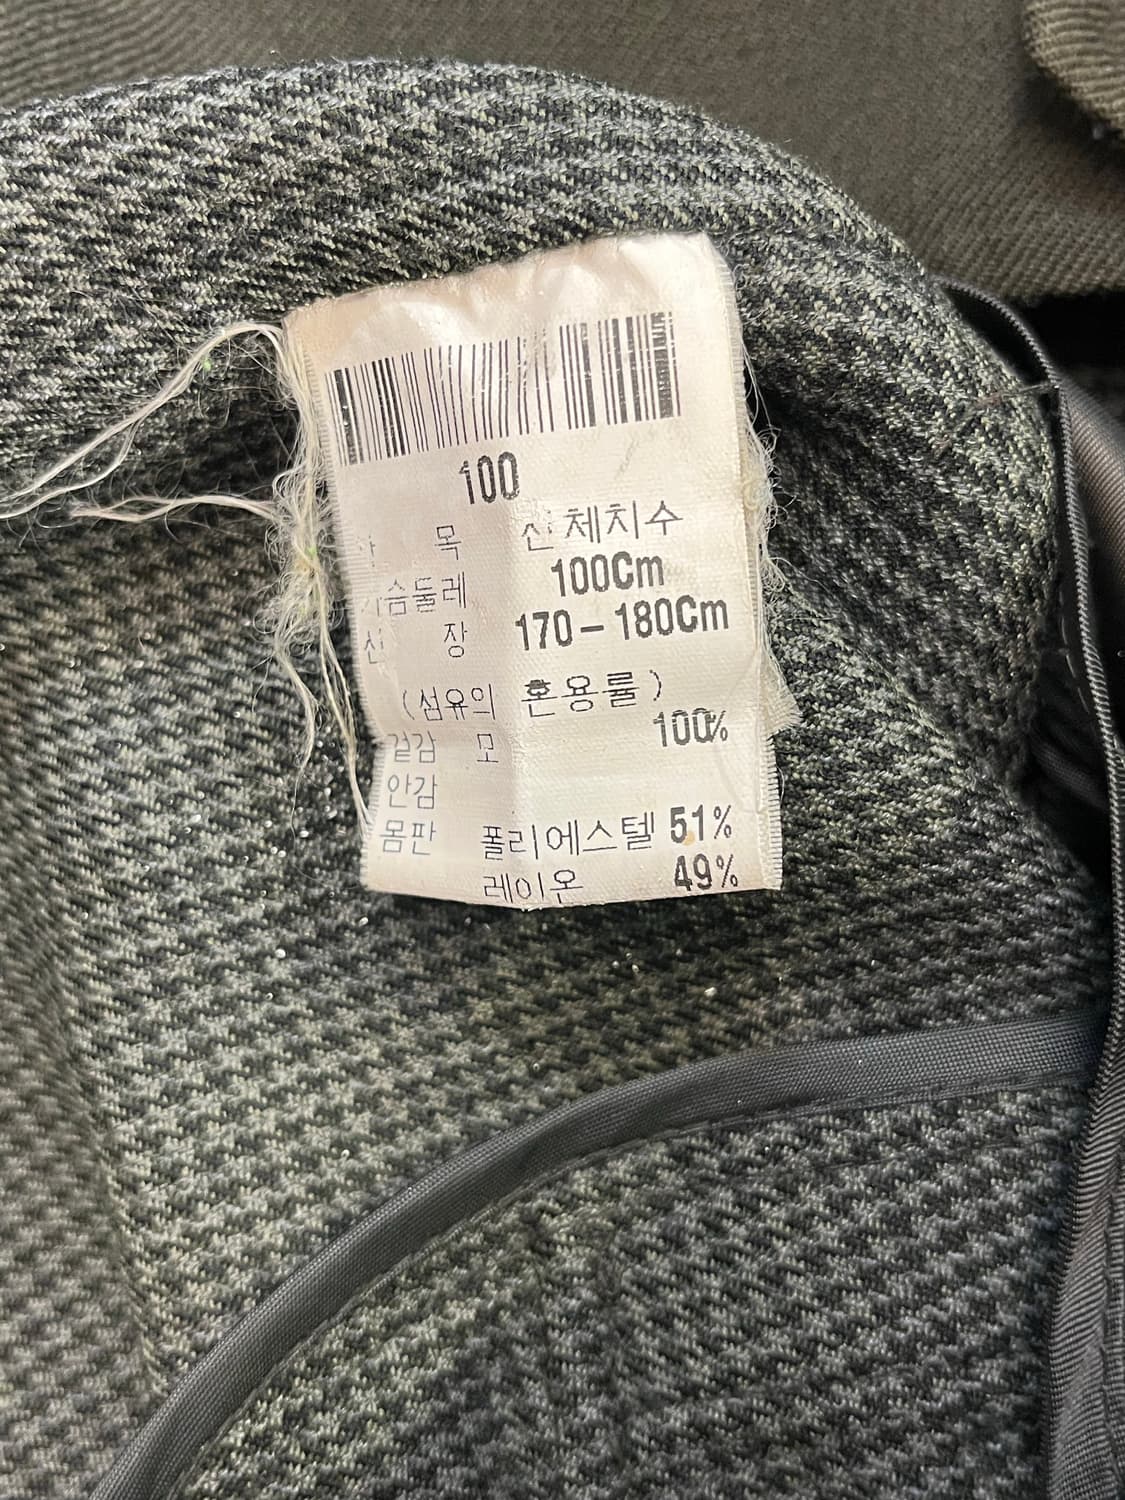 100
목 신체치수
가슴둘레 100Cm
신 장 170-180Cm
(섬유의 혼용률)
겉감 모 100%
안감
몸판 폴리에스텔 51%
레이온 49%